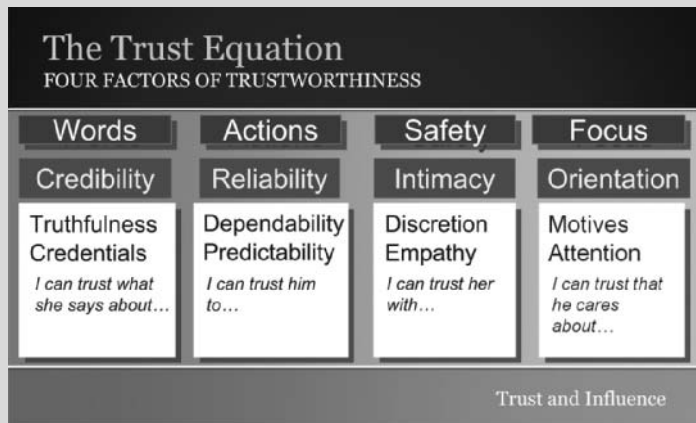 The Trust Equation
FOUR FACTORS OF TRUSTWORTHINESS
Words
Actions
Safety
Focus
Credibility
Reliability
Intimacy
Orientation
Truthfulness
Credentials
I can trust what
she says about…
Dependability
Predictability
I can trust him
to…
Discretion
Empathy
I can trust her
with…
Motives
Attention
I can trust that
he cares
about…
Trust and Influence